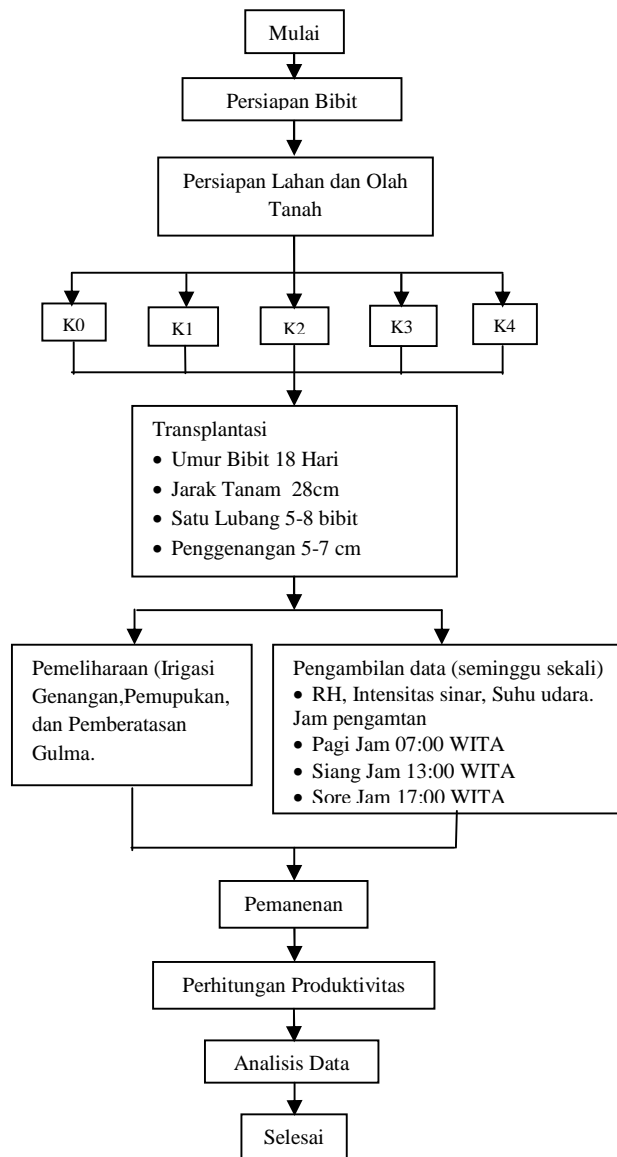 Mulai
Persiapan Bibit
Persiapan Lahan dan Olah
Tanah
K0
K1
K2
K3
K4
Transplantasi
• Umur Bibit 18 Hari
• Jarak Tanam 28cm
• Satu Lubang 5-8 bibit
• Penggenangan 5-7 cm
Pemeliharaan (Irigasi
Genangan,Pemupukan,
dan Pemberatasan
Gulma.
Pengambilan data (seminggu sekali)
• RH, Intensitas sinar, Suhu udara.
Jam pengamtan
• Pagi Jam 07:00 WITA
• Siang Jam 13:00 WITA
• Sore Jam 17:00 WITA
Pemanenan
Perhitungan Produktivitas
Analisis Data
Selesai